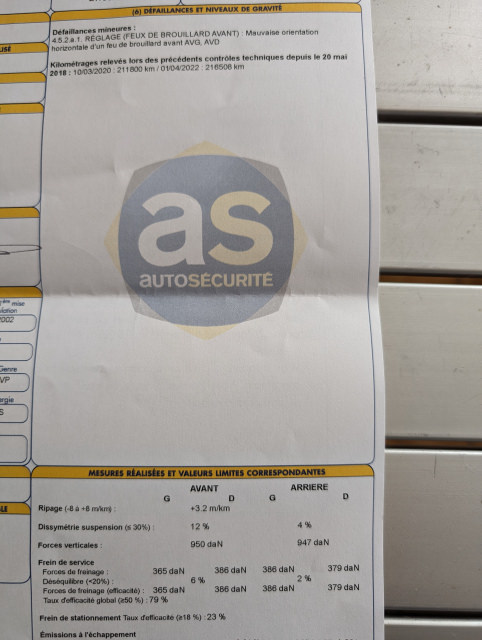 (6) DÉFAILLANCES ET NIVEAUX DE GRAVITÉ
Défaillances mineures :
4.5.2.a.1. RÉGLAGE (FEUX DE BROUILLARD AVANT) : Mauvaise orientation
horizontale d'un feu de brouillard avant AVG, AVD
Kilométrages relevés lors des précédents contrôles techniques depuis le 20 mai
2018 : 10/03/2020 : 211800 km / 01/04/2022 : 216508 km
as
AUTOSÉCURITÉ
ère mise
2002
Genre
VP
MESURES RÉALISÉES ET VALEURS LIMITES CORRESPONDANTES
AVANT ARRIERE
G D G D
Ripage (-8 à +8 m/km) : +3.2 m/km
Dissymétrie suspension (≤ 30%) : 12 % 4 %
Forces verticales : 950 daN 947 daN
Frein de service
Forces de freinage : 365 daN 386 daN 386 daN 379 daN
Déséquilibre (<20%) : 6 % 2 %
Forces de freinage (efficacité) : 365 daN 386 daN 386 daN 379 daN
Taux d'efficacité global (≥50 %) : 79 %
Frein de stationnement Taux d'efficacité (≥18 %) : 23 %
Émissions à l'échappement